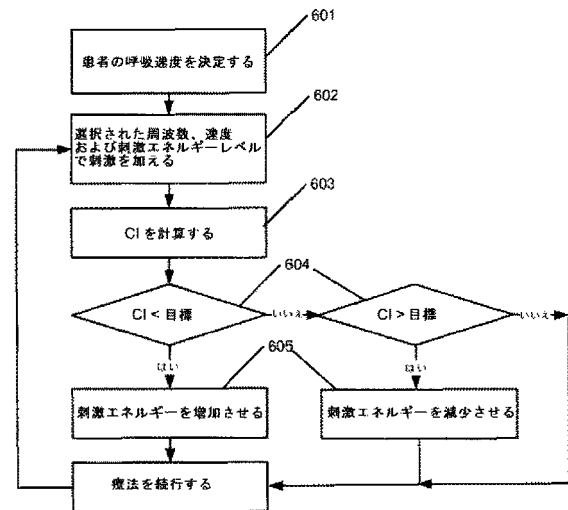 601
患者の呼吸速度を決定する
602
選択された周波数、速度
および刺激エネルギーレベル
で刺激を加える
603
CIを計算する
604
CI < 目標
いいえ
CI > 目標
いいえ
はい
605
はい
刺激エネルギーを増加させる
刺激エネルギーを減少させる
療法を続行する